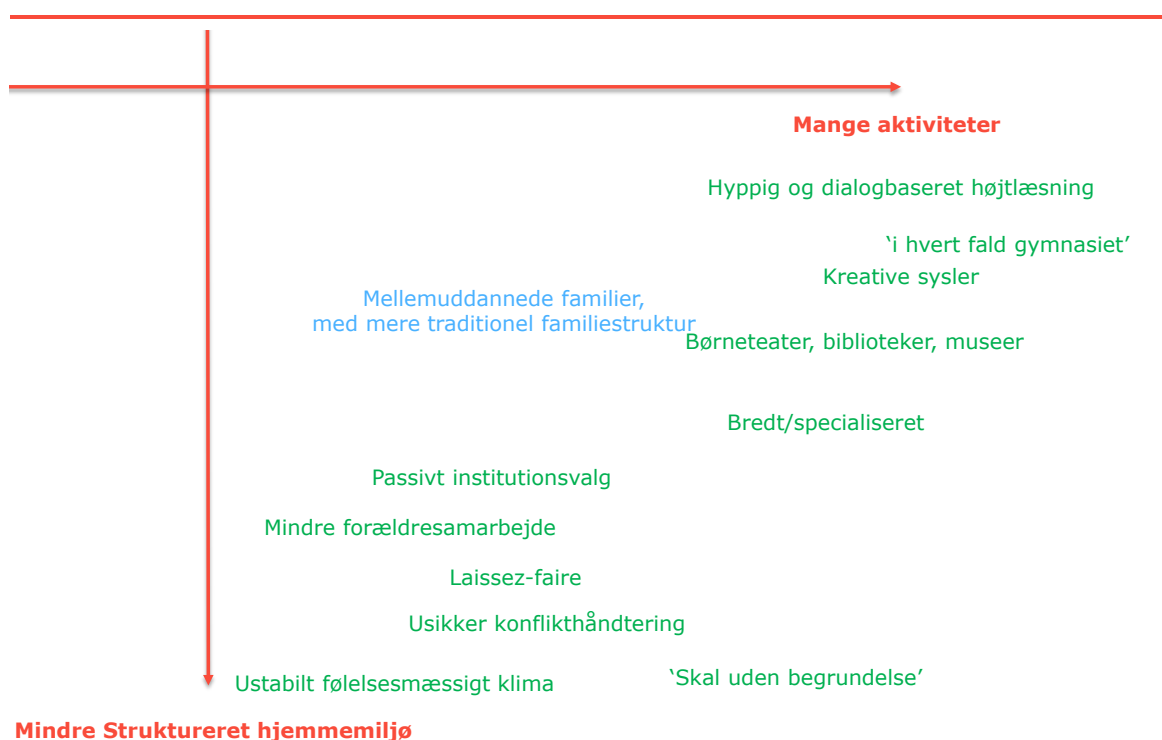 Mange aktiviteter
Hyppig og dialogbaseret højtlæsning
‘i hvert fald gymnasiet’
Kreative sysler
Mellemuddannede familier,
med mere traditionel familiestruktur
Børneteater, biblioteker, museer
Bredt/specialiseret
Passivt institutionsvalg
Mindre forældresamarbejde
Laissez-faire
Usikker konflikthåndtering
‘Skal uden begrundelse’
Ustabilt følelsesmæssigt klima
Mindre Struktureret hjemmemiljø